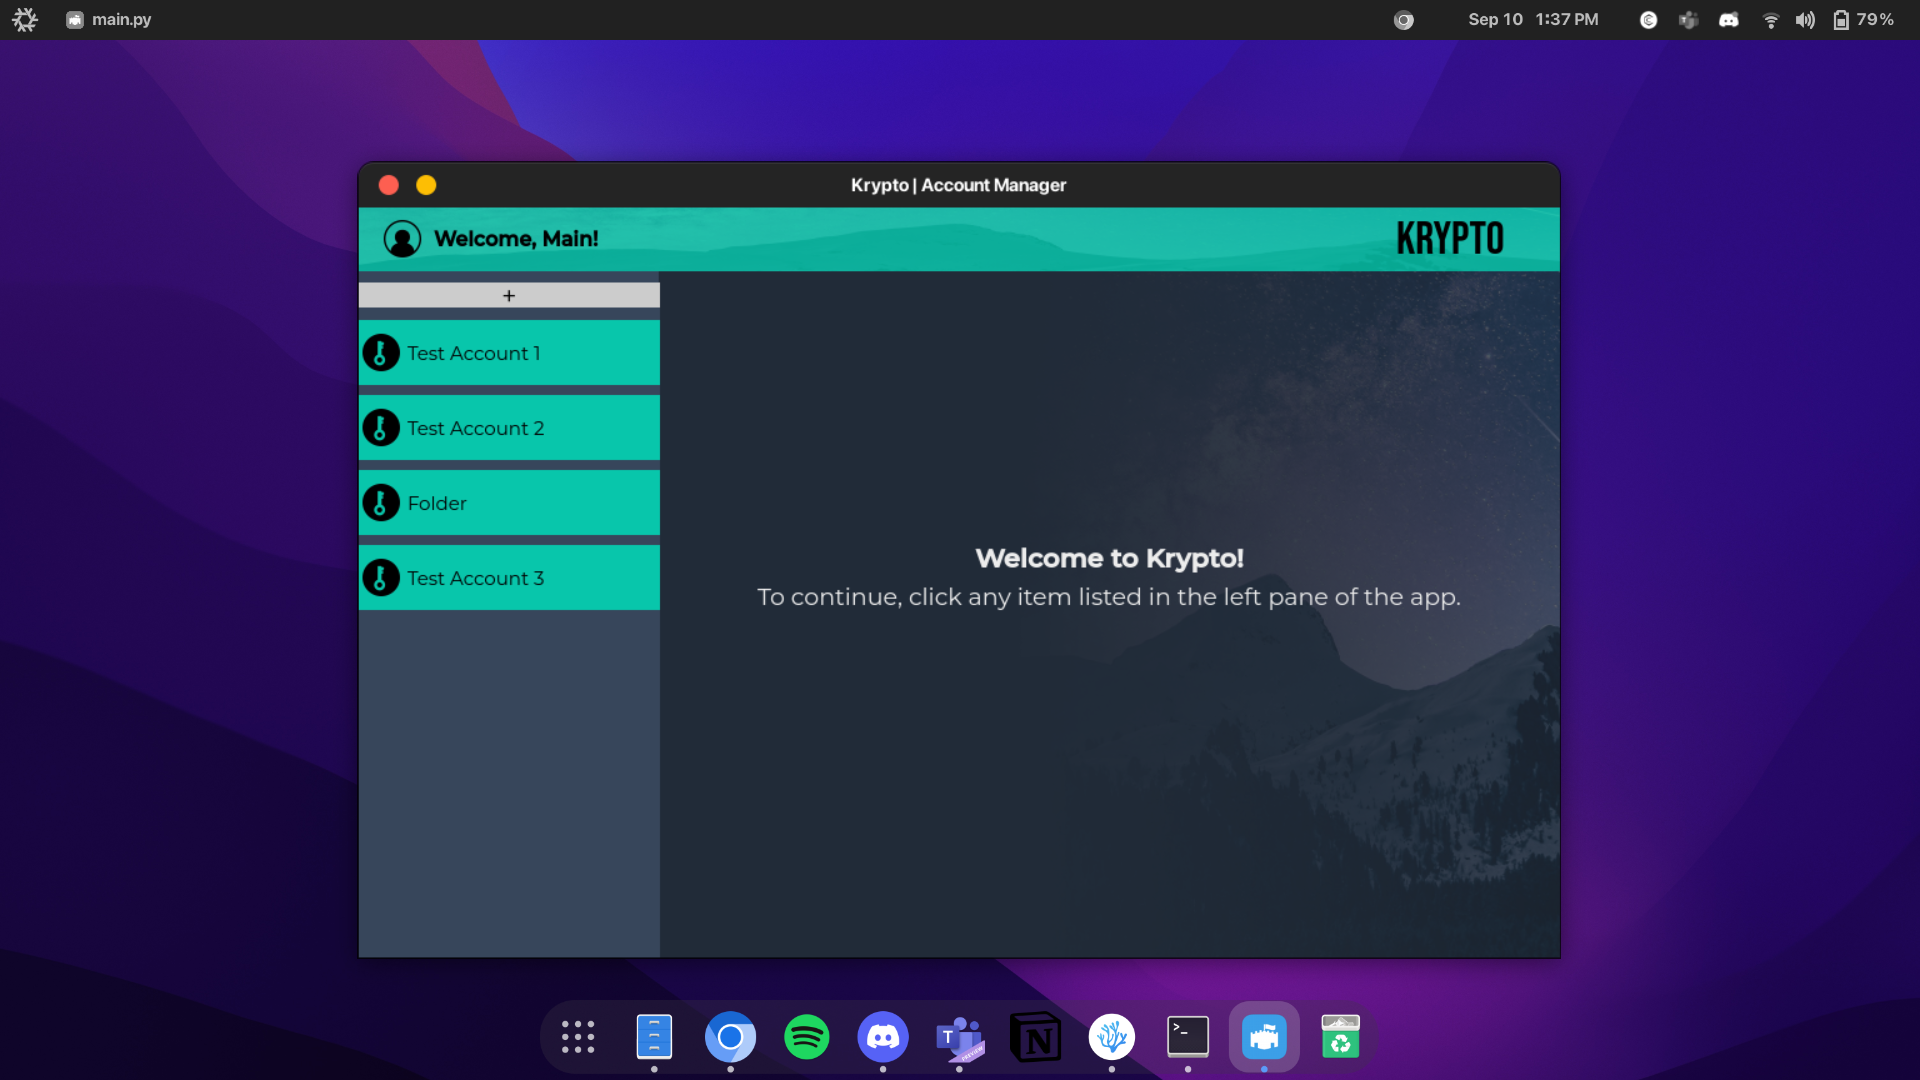 main.py
Sep 10 1:37 PM
79%
Krypto | Account Manager
Welcome, Main!
KRYPTO
+
Test Account 1
Test Account 2
Folder
Test Account 3
Welcome to Krypto!
To continue, click any item listed in the left pane of the app.
T
PREVIEW
N
>_